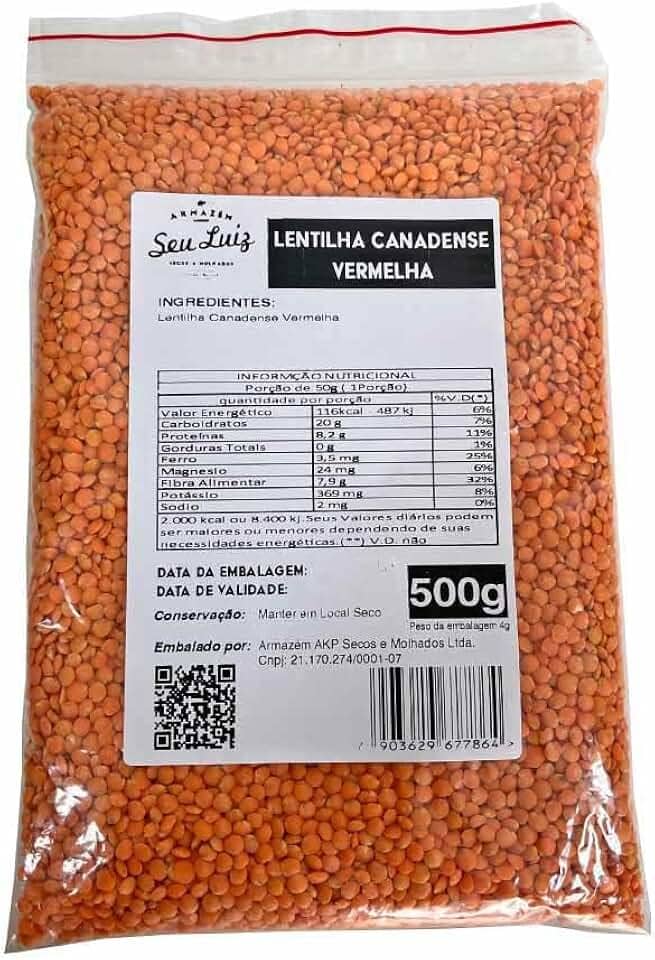 ARMAZÉM
Seu Luiz
SECOS & MOLHADOS
LENTILHA CANADENSE
VERMELHA
INGREDIENTES:
Lentilha Canadense Vermelha
INFORMÇÃO NUTRICIONAL
Porção de 50g ( 1Porção)
quantidade por porção %V.D(*)
Valor Energético 116kcal - 487 kj 6%
Carboidratos 20 g 7%
Proteínas 8,2 g 11%
Gorduras Totais 0 g 1%
Ferro 3,5 mg 25%
Magnesio 24 mg 6%
Fibra Alimentar 7,9 g 32%
Potássio 369 mg 8%
Sodio 2 mg 0%
2.000 kcal ou 8.400 kj.Seus Valores diários podem
ser maiores ou menores dependendo de suas
necessidades energéticas.(**) V.D. não
DATA DA EMBALAGEM:
DATA DE VALIDADE:
500g
Conservação: Manter em Local Seco
Peso da embalagem 4g
Embalado por: Armazém AKP Secos e Molhados Ltda.
Cnpj: 21.170.274/0001-07
7 903629 677864 >